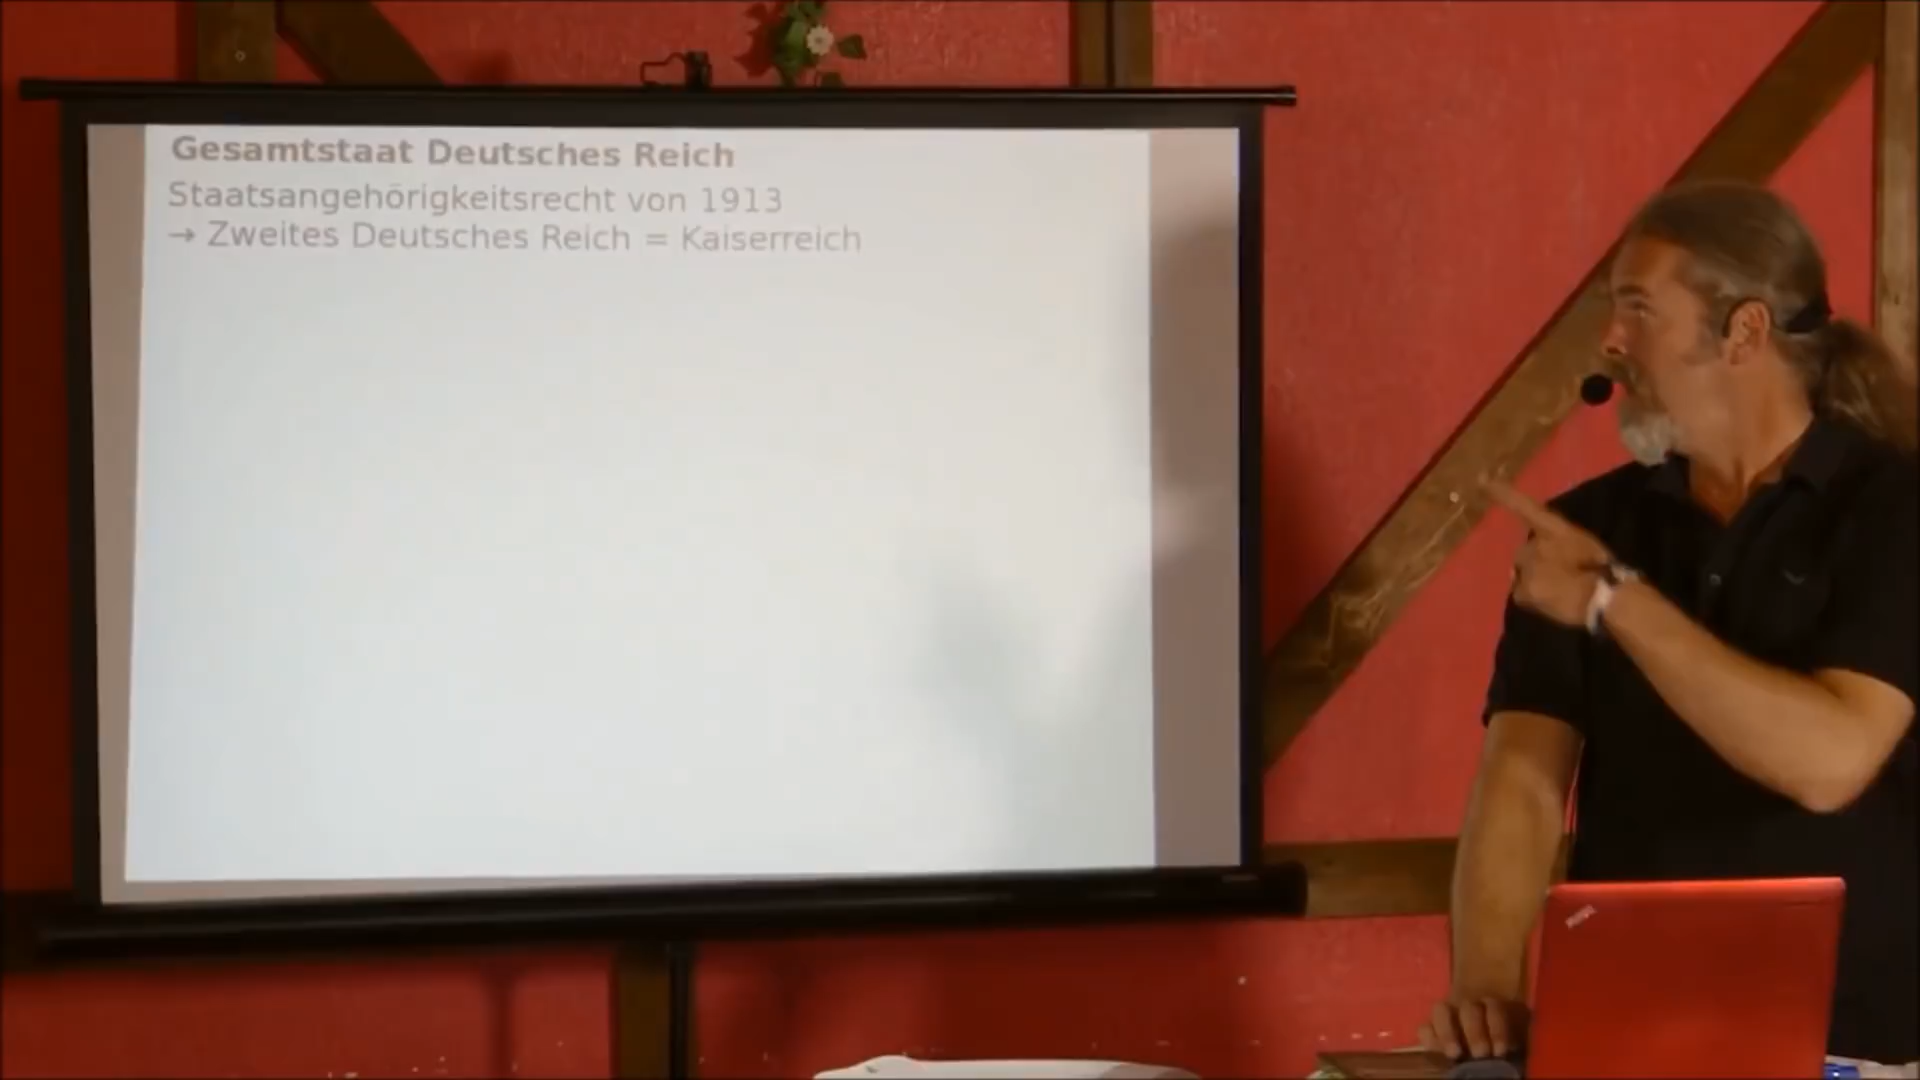 Gesamtstaat Deutsches Reich
Staatsangehörigkeitsrecht von 1913
→ Zweites Deutsches Reich = Kaiserreich